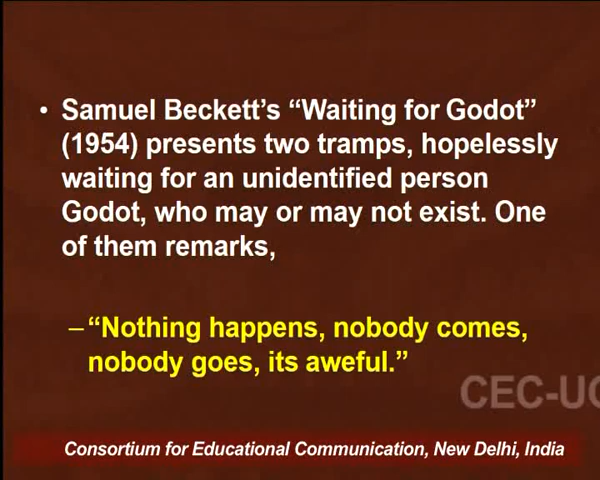 • Samuel Beckett's “Waiting for Godot”
(1954) presents two tramps, hopelessly
waiting for an unidentified person
Godot, who may or may not exist. One
of them remarks,
–“Nothing happens, nobody comes,
nobody goes, its aweful.”
CEC-UG
Consortium for Educational Communication, New Delhi, India